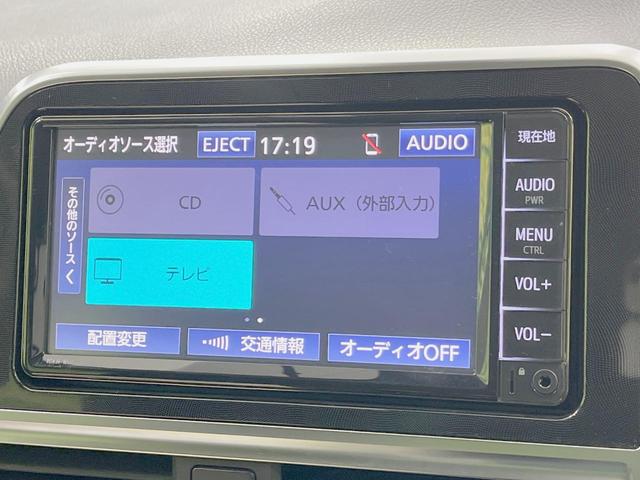 オーディオソース選択 EJECT 17:19 AUDIO
その他のソース く
CD
AUX (外部入力)
テレビ
配置変更 交通情報 オーディオOFF
現在地
AUDIO
PWR
MENU
CTRL
VOL+
VOL-